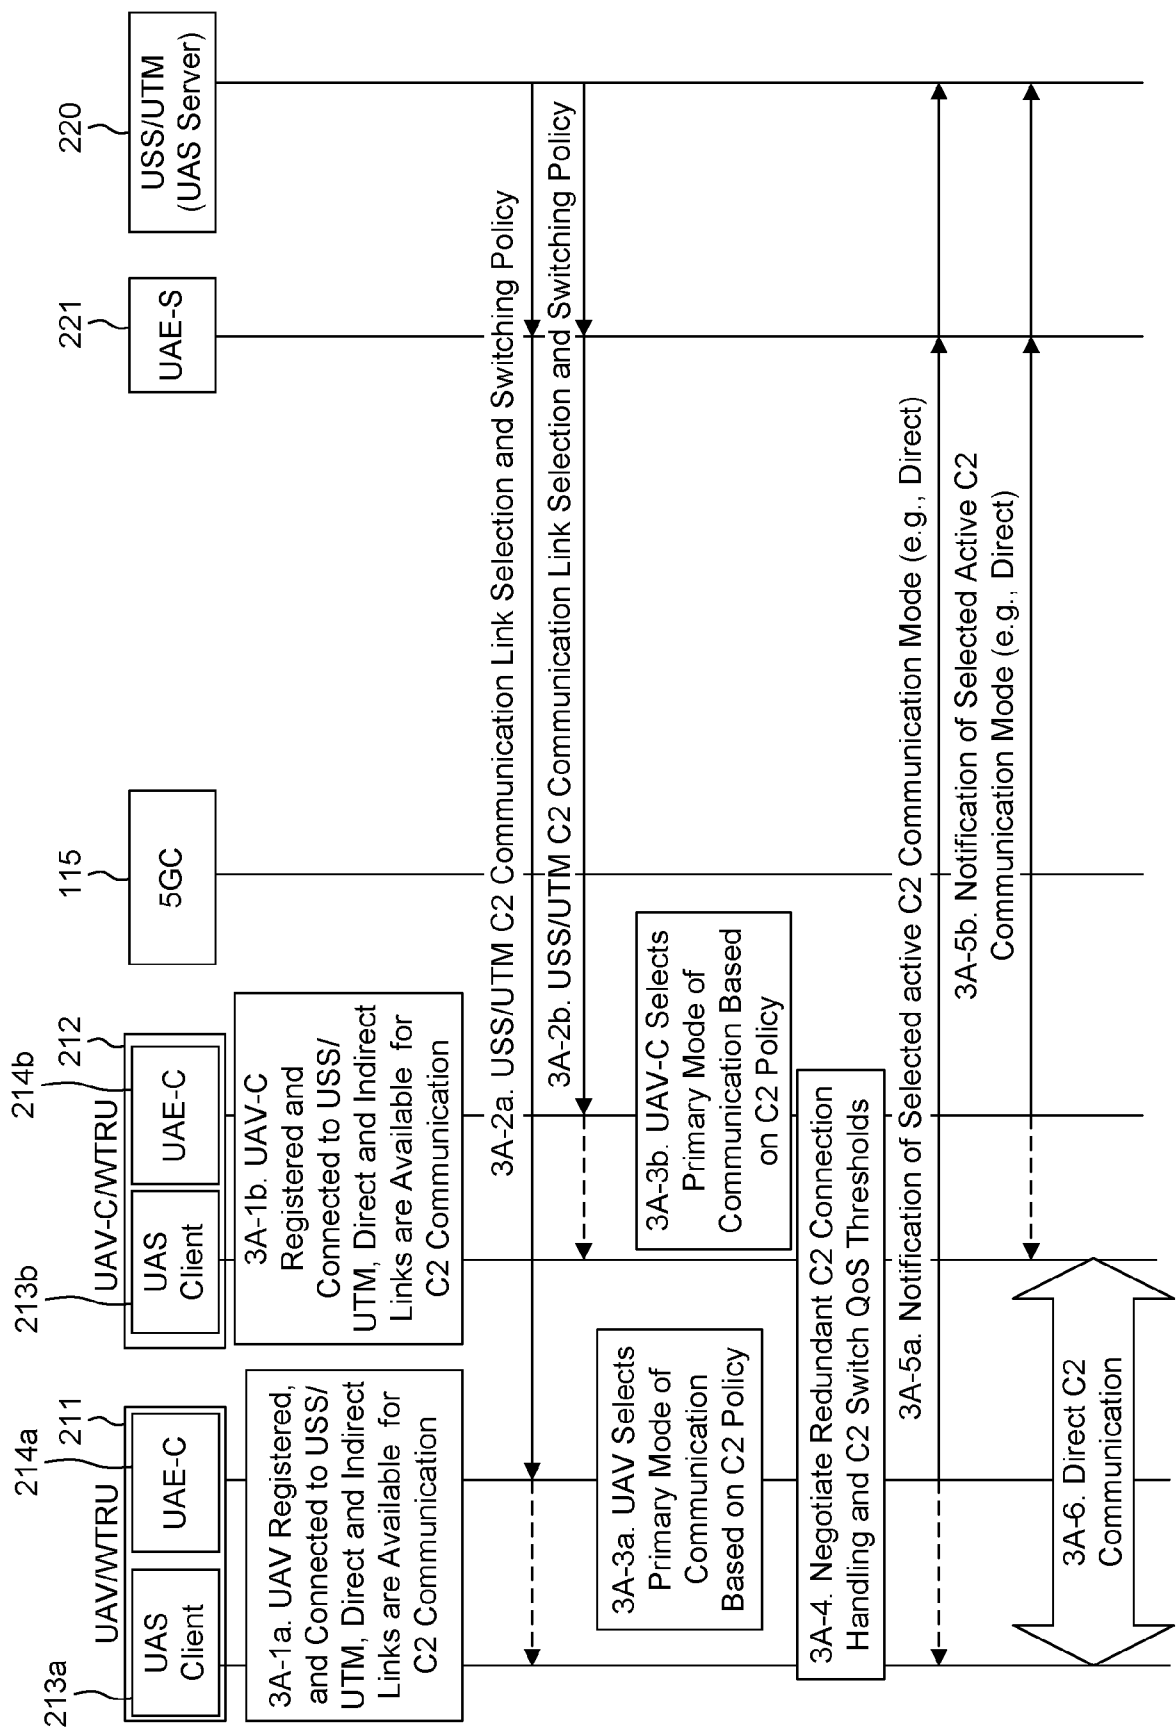 213a
UAV/WTRU
214a
211
UAS
Client
UAE-C
213b
UAV-C/WTRU
214b
212
UAS
Client
UAE-C
115
5GC
221
UAE-S
220
USS/UTM
(UAS Server)
3A-1a. UAV Registered,
and Connected to USS/
UTM, Direct and Indirect
Links are Available for
C2 Communication
3A-1b. UAV-C
Registered and
Connected to USS/
UTM, Direct and Indirect
Links are Available for
C2 Communication
3A-2a. USS/UTM C2 Communication Link Selection and Switching Policy
3A-2b. USS/UTM C2 Communication Link Selection and Switching Policy
3A-3a. UAV Selects
Primary Mode of
Communication
Based on C2 Policy
3A-3b. UAV-C Selects
Primary Mode of
Communication Based
on C2 Policy
3A-4. Negotiate Redundant C2 Connection
Handling and C2 Switch QoS Thresholds
3A-5a. Notification of Selected active C2 Communication Mode (e.g., Direct)
3A-5b. Notification of Selected Active C2
Communication Mode (e.g., Direct)
3A-6. Direct C2
Communication